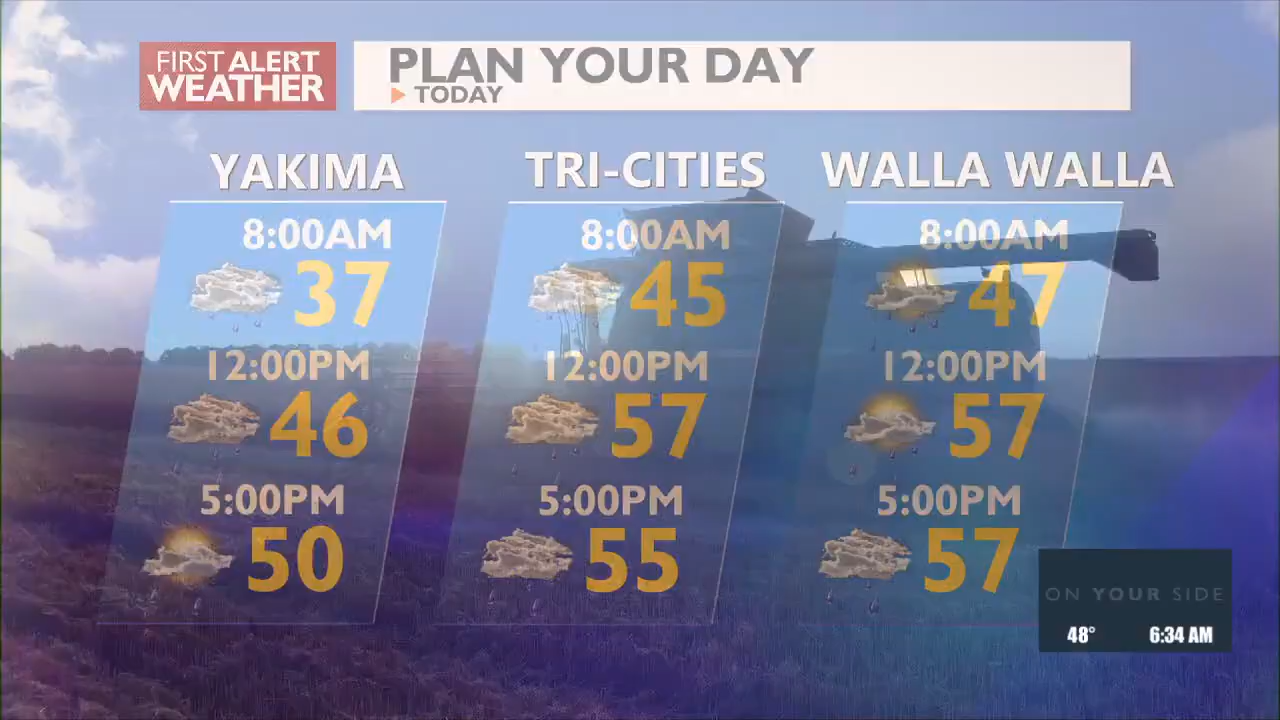 FIRST ALERT
WEATHER
PLAN YOUR DAY
TODAY
YAKIMA
8:00AM
37
12:00PM
46
5:00PM
50
TRI-CITIES
8:00AM
45
12:00PM
57
5:00PM
55
WALLA WALLA
8:00AM
47
12:00PM
57
5:00PM
57
ON YOUR SIDE
48° 6:34 AM